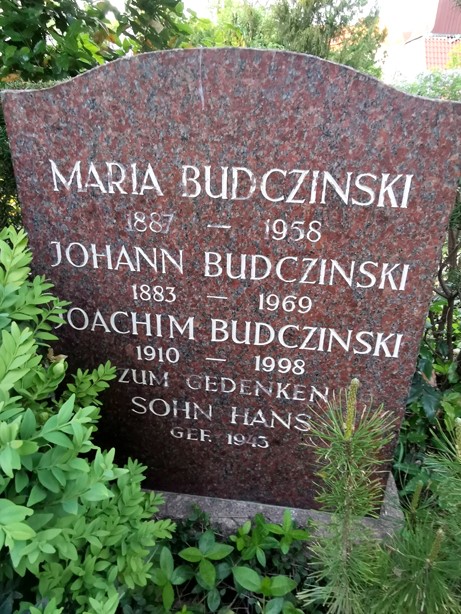 MARIA BUDCZINSKI
1887 — 1958
JOHANN BUDCZINSKI
1883 — 1969
JOACHIM BUDCZINSKI
1910 — 1998
ZUM GEDENKEN
SOHN HANS
GEF. 1943